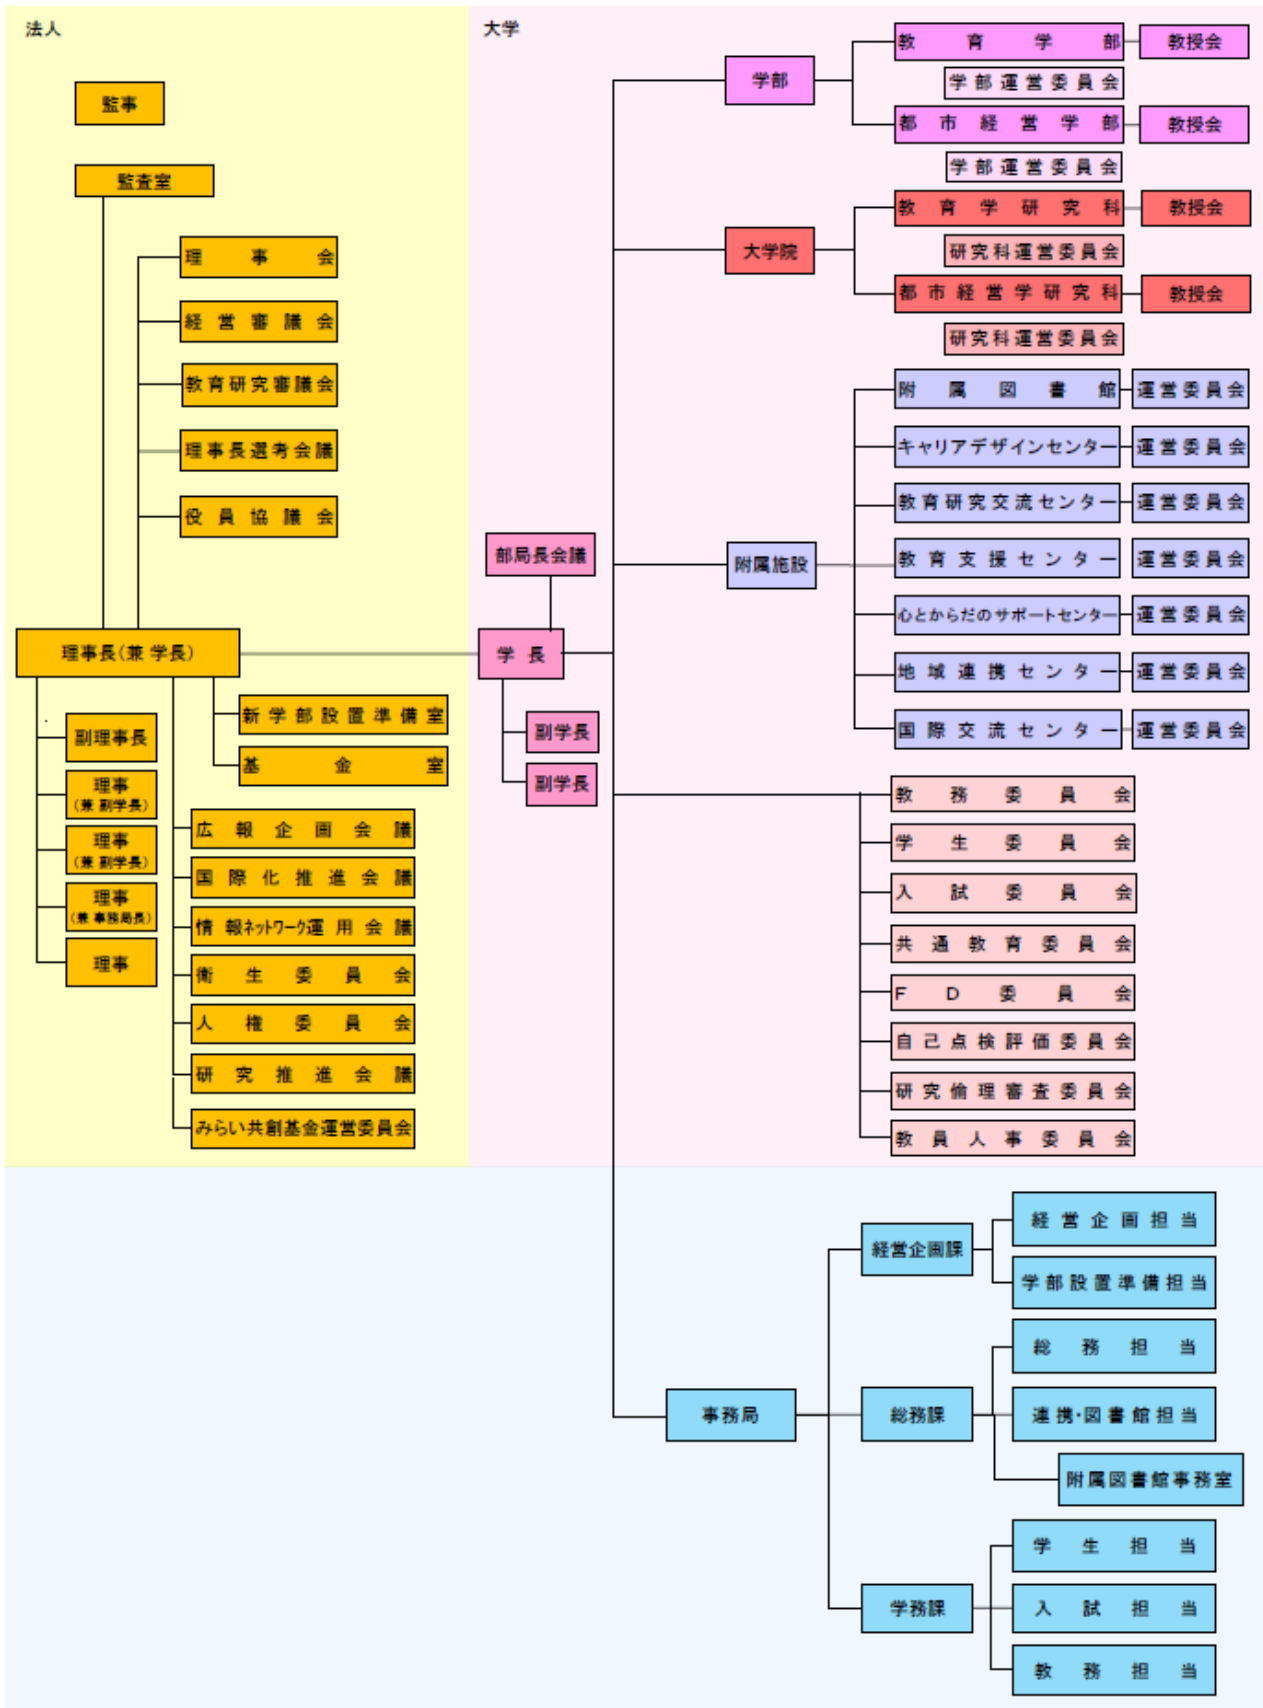 法人
監事
監査室
理事会
経営審議会
教育研究審議会
理事長選考会議
役員協議会
理事長(兼 学長)
副理事長
理事
(兼 副学長)
理事
(兼 副学長)
理事
(兼 事務局長)
理事
新学部設置準備室
基金室
広報企画会議
国際化推進会議
情報ネットワーク運用会議
衛生委員会
人権委員会
研究推進会議
みらい共創基金運営委員会
大学
部局長会議
学長
副学長
副学長
学部
教育学部
教授会
学部運営委員会
都市経営学部
教授会
学部運営委員会
大学院
教育学研究科
教授会
研究科運営委員会
都市経営学研究科
教授会
研究科運営委員会
附属施設
附属図書館
運営委員会
キャリアデザインセンター
運営委員会
教育研究交流センター
運営委員会
教育支援センター
運営委員会
心とからだのサポートセンター
運営委員会
地域連携センター
運営委員会
国際交流センター
運営委員会
教務委員会
学生委員会
入試委員会
共通教育委員会
FD委員会
自己点検評価委員会
研究倫理審査委員会
教員人事委員会
事務局
経営企画課
経営企画担当
学部設置準備担当
総務課
総務担当
連携・図書館担当
附属図書館事務室
学務課
学生担当
入試担当
教務担当